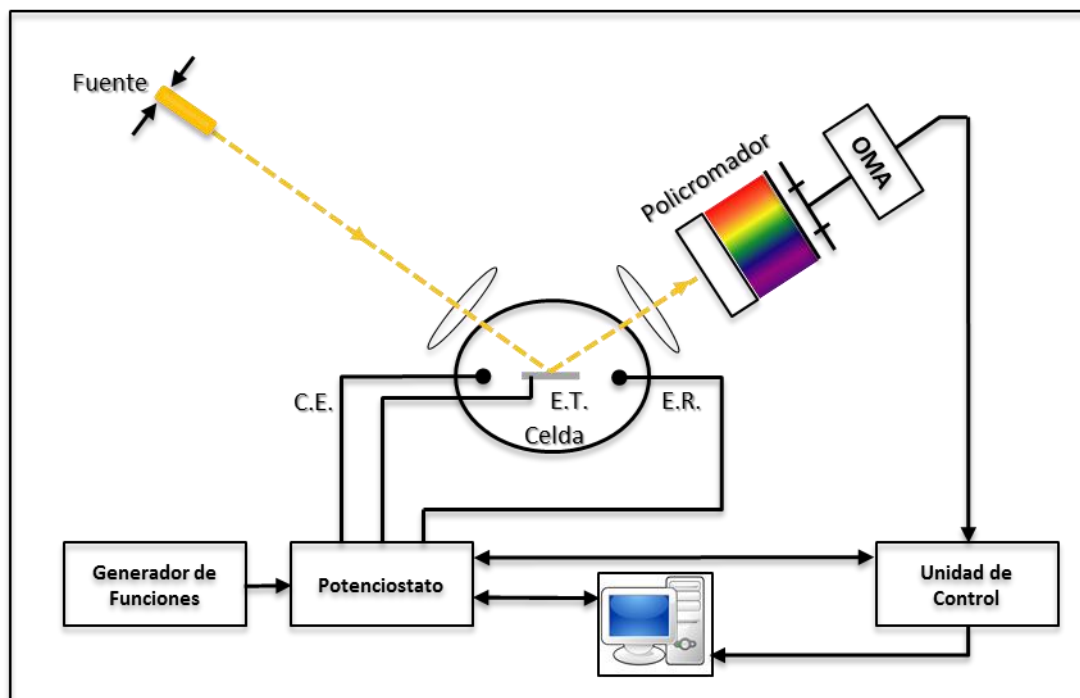 Fuente
Policromador
OMA
C.E.
E.T.
E.R.
Celda
Generador de
Funciones
Potenciostato
Unidad de
Control